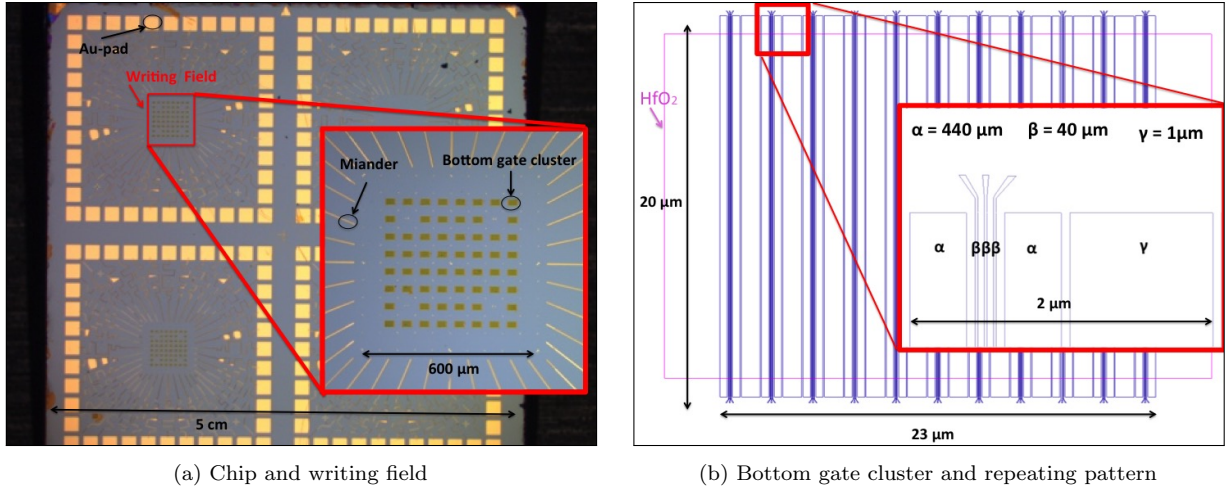 Au-pad
Writing Field
Miander
Bottom gate cluster
600 μm
5 cm
(a) Chip and writing field
HfO₂
α = 440 μm β = 40 μm γ = 1μm
20 μm
α βββ α γ
2 μm
23 μm
(b) Bottom gate cluster and repeating pattern